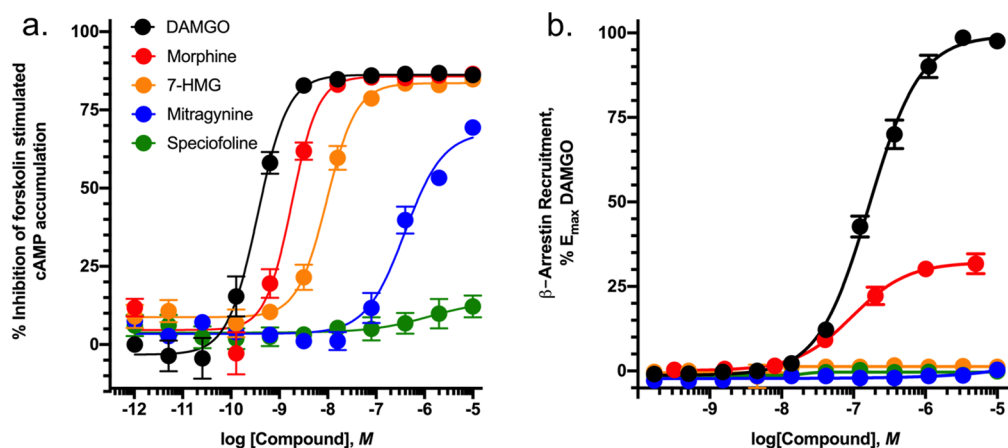 a.
DAMGO
Morphine
7-HMG
Mitragynine
Speciofoline
% Inhibition of forskolin stimulated
cAMP accumulation
100
75
50
25
0
-12 -11 -10 -9 -8 -7 -6 -5
log [Compound], M
b.
β−Arrestin Recruitment,
% Emax DAMGO
100
75
50
25
0
-9 -8 -7 -6 -5
log[Compound], M